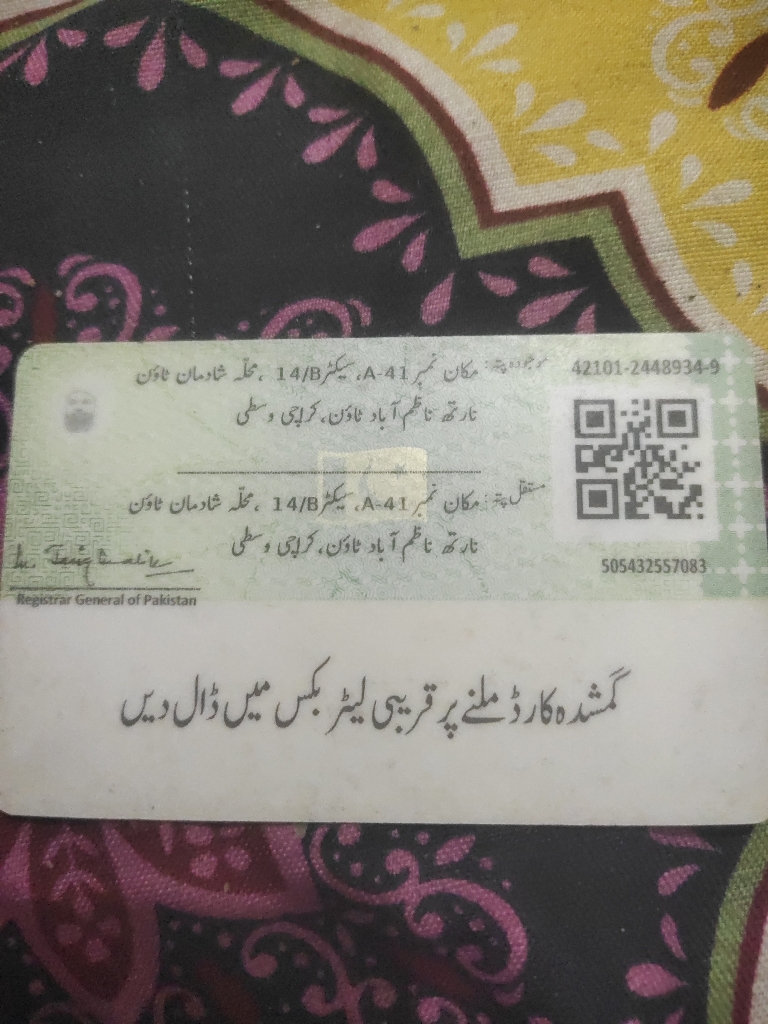 موجودہ پتہ: مکان نمبر A-41، سیکٹر 14/B، محلہ شادمان ٹاؤن
نارتھ ناظم آباد ٹاؤن، کراچی وسطی
42101-2448934-9
مستقل پتہ: مکان نمبر A-41، سیکٹر 14/B، محلہ شادمان ٹاؤن
نارتھ ناظم آباد ٹاؤن، کراچی وسطی
505432557083
Registrar General of Pakistan
گمشدہ کارڈ ملنے پر قریبی لیٹر بکس میں ڈال دیں